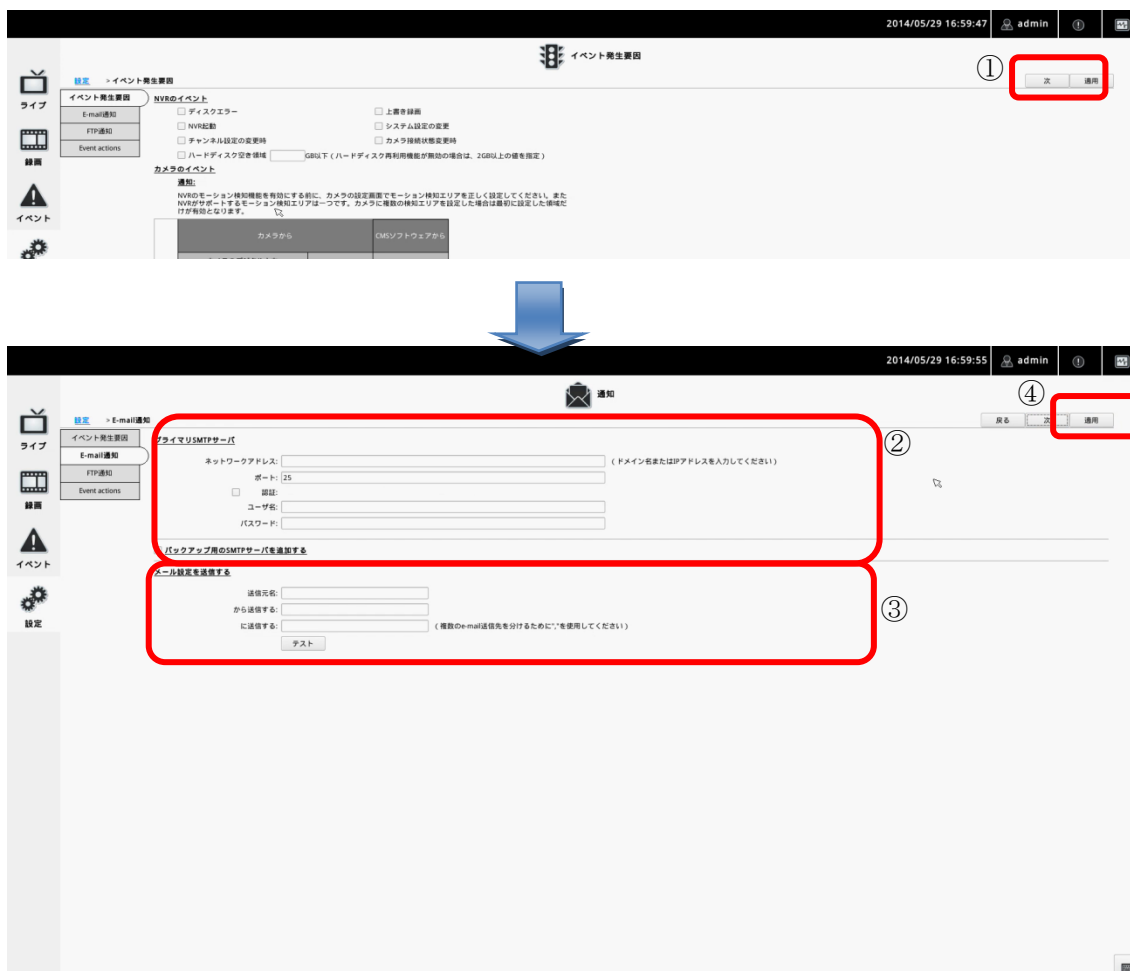 2014/05/29 16:59:47 admin
イベント発生要因
①
設定 >イベント発生要因
次 適用
ライブ
録画
イベント
イベント発生要因
E-mail通知
FTP通知
Event actions
NVRのイベント
ディスクエラー 上書き録画
NVR起動 システム設定の変更
チャンネル設定の変更時 カメラ接続状態変更時
ハードディスク空き領域 GB以下(ハードディスク再利用機能が無効の場合は、2GB以上の値を指定)
カメラのイベント
通知:
NVRのモーション検知機能を有効にする前に、カメラの設定画面でモーション検知エリアを正しく設定してください。また
NVRがサポートするモーション検知エリアは一つです。カメラに複数の検知エリアを設定した場合は最初に設定した領域だ
けが有効となります。
カメラから CMSソフトウェアから
2014/05/29 16:59:55 admin
通知
④
設定 >E-mail通知
戻る 次 適用
ライブ
録画
イベント
設定
イベント発生要因
E-mail通知
FTP通知
Event actions
②
プライマリSMTPサーバ
ネットワークアドレス: (ドメイン名またはIPアドレスを入力してください)
ポート: 25
認証:
ユーザ名:
パスワード:
バックアップ用のSMTPサーバを追加する
メール設定を送信する
③
送信元名:
から送信する:
に送信する: (複数のe-mail送信先を分けるために","を使用してください)
テスト